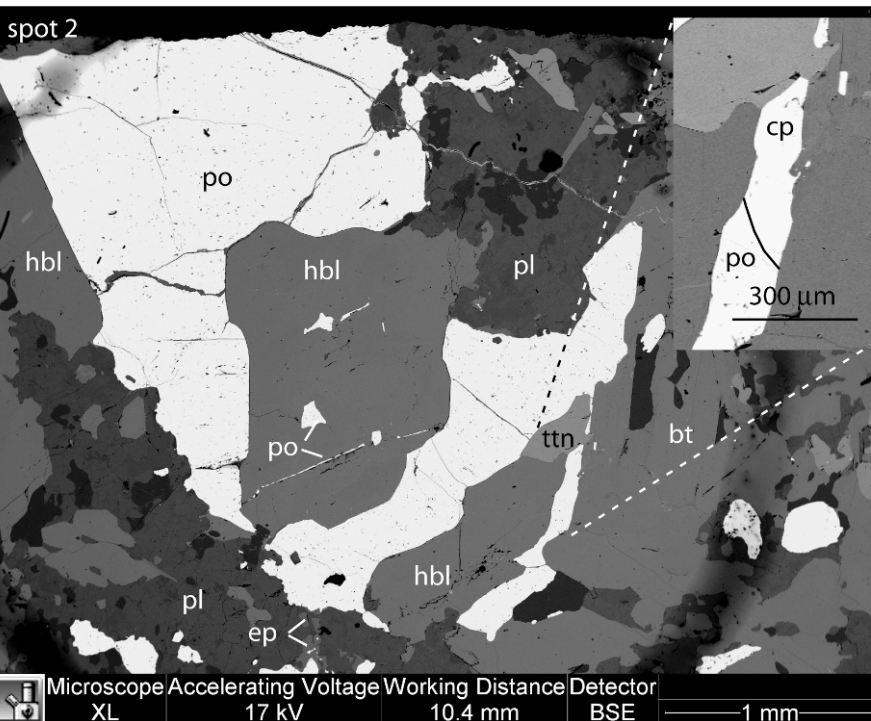 spot 2
cp
po
hbl
hbl
pl
po
300 µm
ttn
bt
po
hbl
pl
ep
Microscope Accelerating Voltage Working Distance Detector
XL 17 kV 10.4 mm BSE 1 mm